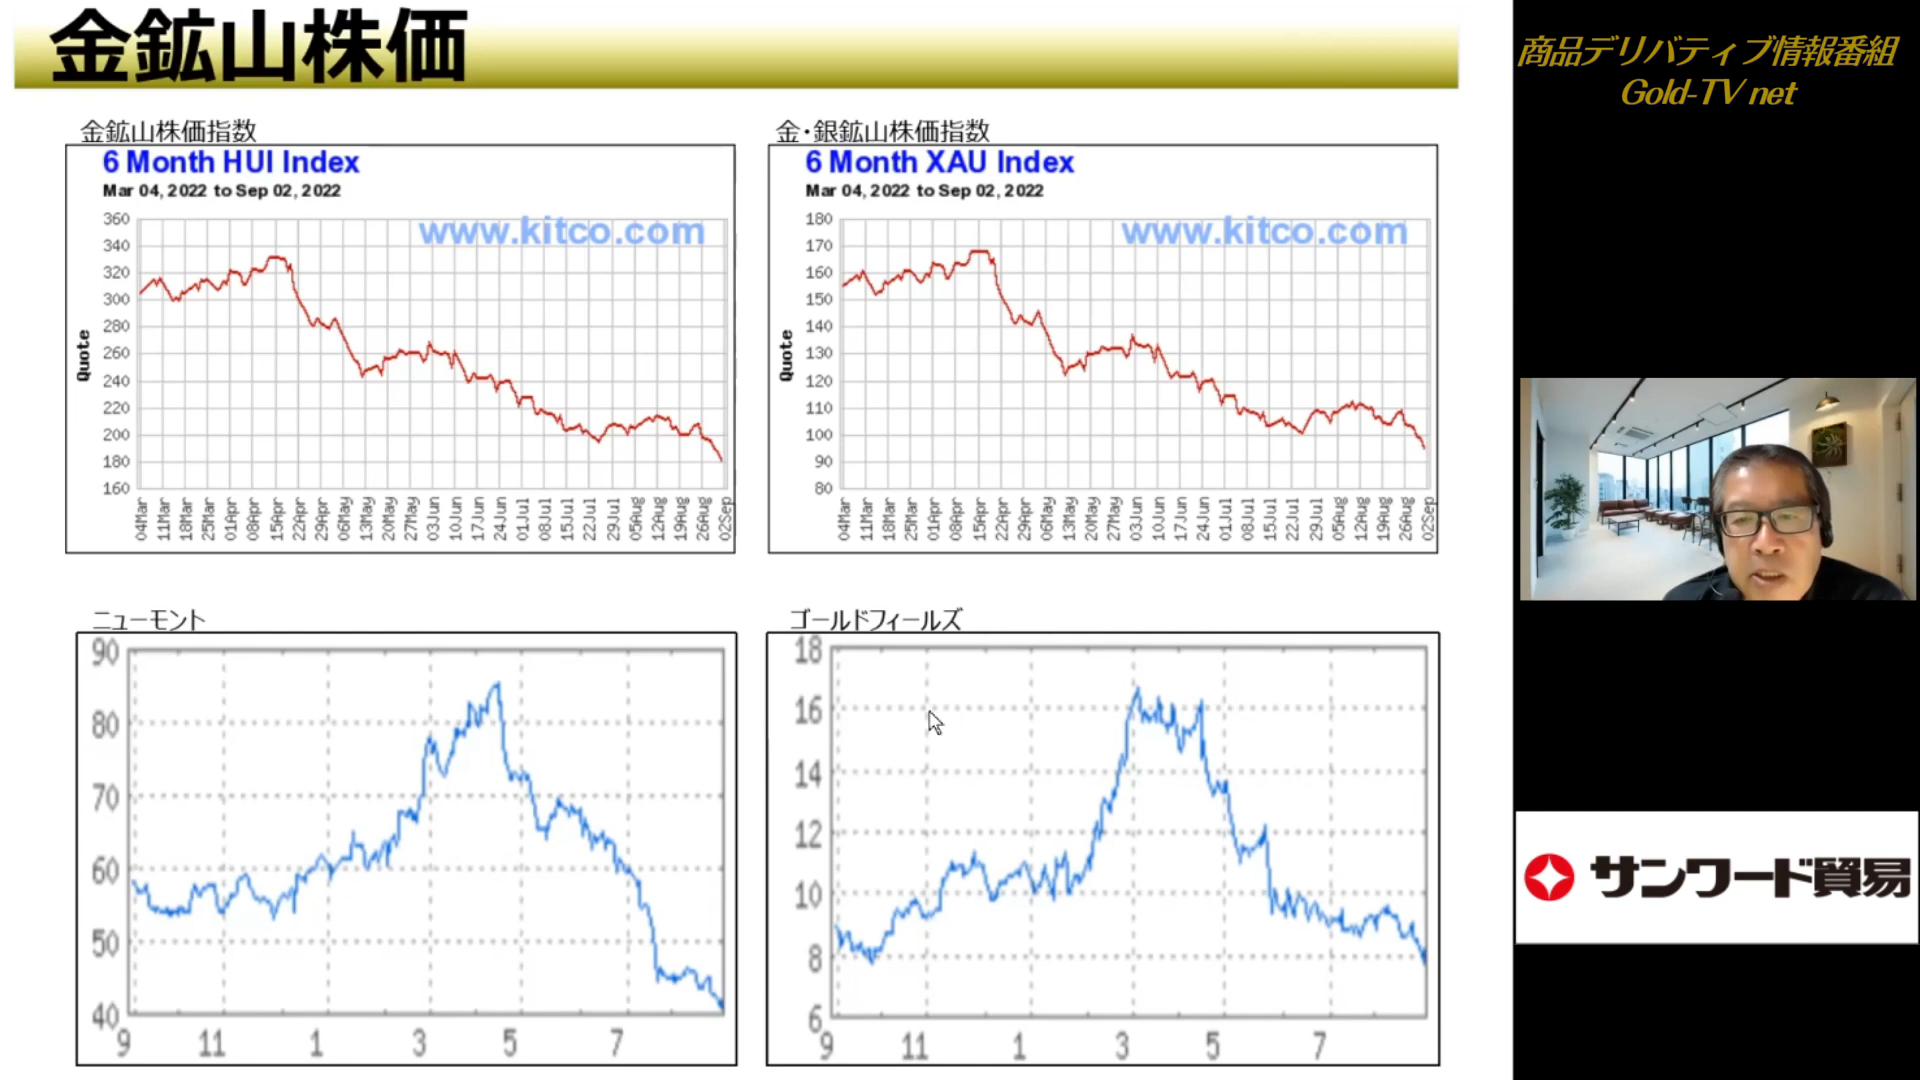 金鉱山株価
商品デリバティブ情報番組
Gold-TV net
金鉱山株価指数
6 Month HUI Index
Mar 04, 2022 to Sep 02, 2022
www.kitco.com
Quote
360
340
320
300
280
260
240
220
200
180
160
04Mar 11Mar 18Mar 25Mar 01Apr 08Apr 15Apr 22Apr 29Apr 06May 13May 20May 27May 03Jun 10Jun 17Jun 24Jun 01Jul 08Jul 15Jul 22Jul 29Jul 05Aug 12Aug 19Aug 26Aug 02Sep
金・銀鉱山株価指数
6 Month XAU Index
Mar 04, 2022 to Sep 02, 2022
www.kitco.com
Quote
180
170
160
150
140
130
120
110
100
90
80
04Mar 11Mar 18Mar 25Mar 01Apr 08Apr 15Apr 22Apr 29Apr 06May 13May 20May 27May 03Jun 10Jun 17Jun 24Jun 01Jul 08Jul 15Jul 22Jul 29Jul 05Aug 12Aug 19Aug 26Aug 02Sep
ニューモント
90
80
70
60
50
40
9 11 1 3 5 7
ゴールドフィールズ
18
16
14
12
10
8
6
9 11 1 3 5 7
サンワード貿易